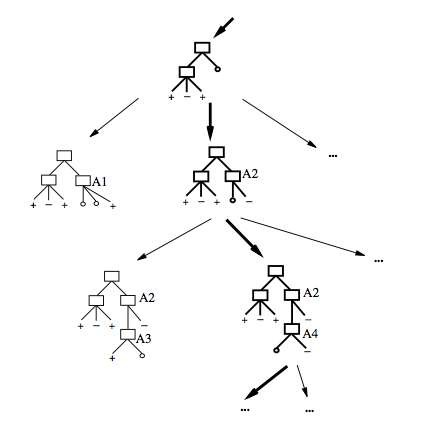 + − +
...
A1
+ − + +
A2
+ − + −
...
A2
+ − + −
A3
+
A2
+ − + −
A4
−
... ...